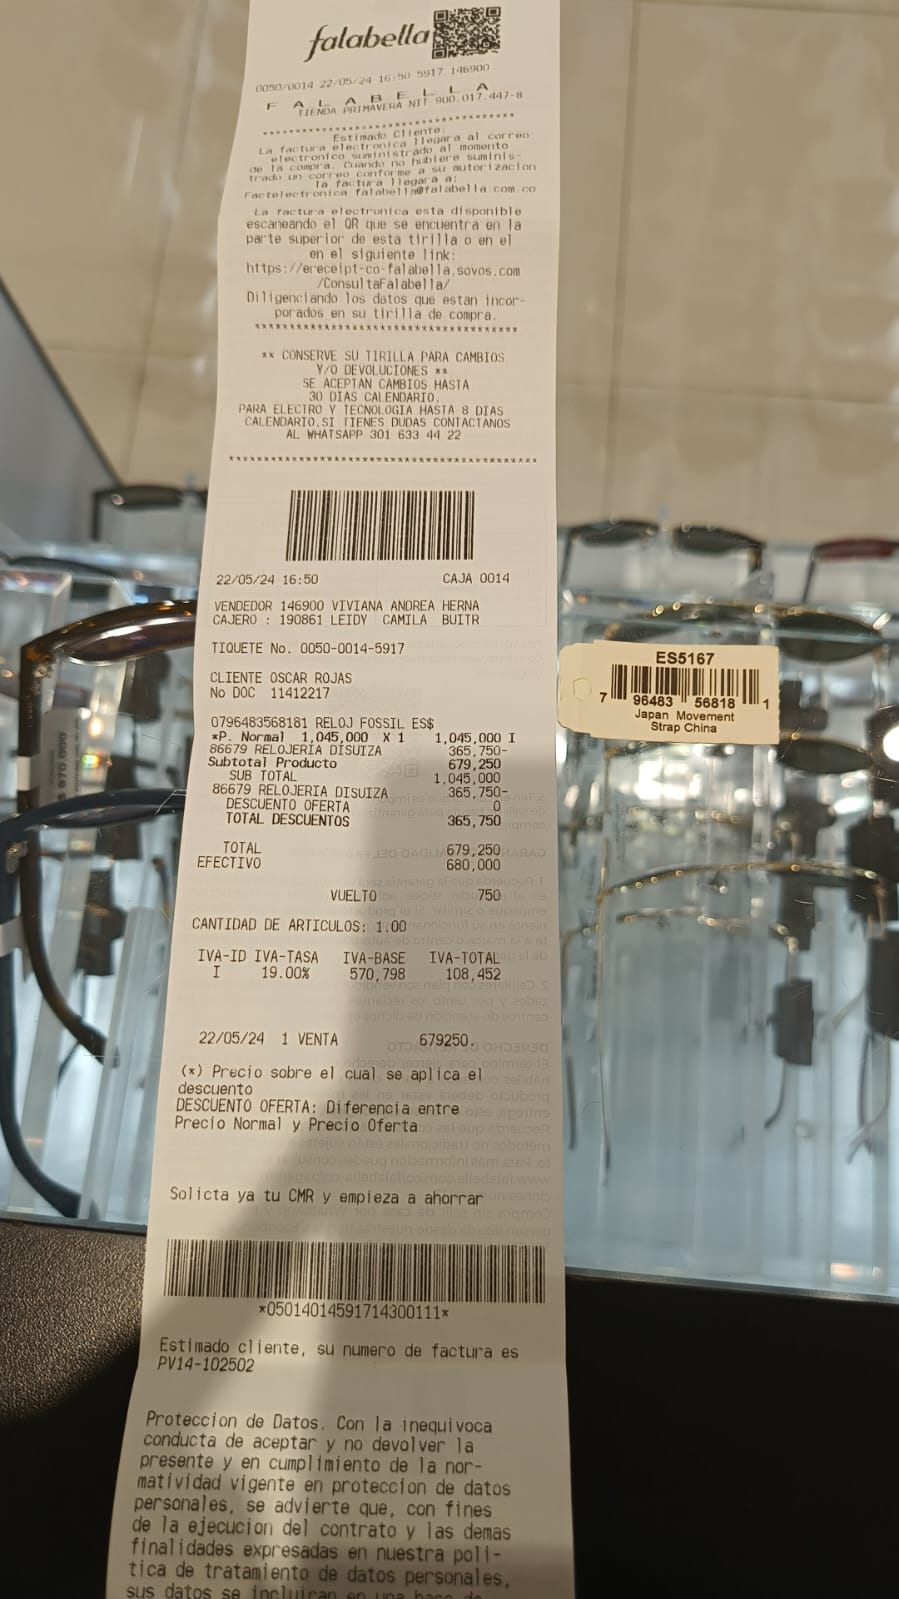 falabella
0050/0014 22/05/24 16:50 5917 146900
F A L A B E L L A
TIENDA PRIMAVERA NIT 900.017.447-8
************************************
Estimado Cliente:
La factura electronica llegara al correo
electronico suministrado al momento
de la compra. Cuando no hubiere suminis-
trado un correo conforme a su autorizacion
la factura llegara a:
Factelectronica falabella@falabella.com.co
La factura electronica esta disponible
escaneando el QR que se encuentra en la
parte superior de esta tirilla o en el
en el siguiente link:
https://ereceipt-co-falabella.sovos.com
/ConsultaFalabella/
Diligenciando los datos que estan incor-
porados en su tirilla de compra.
**************************************
** CONSERVE SU TIRILLA PARA CAMBIOS
Y/O DEVOLUCIONES **
SE ACEPTAN CAMBIOS HASTA
30 DIAS CALENDARIO.
PARA ELECTRO Y TECNOLOGIA HASTA 8 DIAS
CALENDARIO.SI TIENES DUDAS CONTACTANOS
AL WHATSAPP 301 633 44 22
****************************************
22/05/24 16:50 CAJA 0014
VENDEDOR 146900 VIVIANA ANDREA HERNA
CAJERO : 190861 LEIDY CAMILA BUITR
TIQUETE No. 0050-0014-5917
CLIENTE OSCAR ROJAS
No DOC 11412217
0796483568181 RELOJ FOSSIL ES$
*P. Normal 1,045,000 X 1 1,045,000 I
86679 RELOJERIA DISUIZA 365,750-
Subtotal Producto 679,250
SUB TOTAL 1,045,000
86679 RELOJERIA DISUIZA 365,750-
DESCUENTO OFERTA 0
TOTAL DESCUENTOS 365,750
TOTAL 679,250
EFECTIVO 680,000
VUELTO 750
CANTIDAD DE ARTICULOS: 1.00
IVA-ID IVA-TASA IVA-BASE IVA-TOTAL
I 19.00% 570,798 108,452
22/05/24 1 VENTA 679250.
(*) Precio sobre el cual se aplica el
descuento
DESCUENTO OFERTA: Diferencia entre
Precio Normal y Precio Oferta
Solicta ya tu CMR y empieza a ahorrar
*05014014591714300111*
Estimado cliente, su numero de factura es
PV14-102502
Proteccion de Datos. Con la inequivoca
conducta de aceptar y no devolver la
presente y en cumplimiento de la nor-
matividad vigente en proteccion de datos
personales, se advierte que, con fines
de la ejecucion del contrato y las demas
finalidades expresadas en nuestra poli-
tica de tratamiento de datos personales,
sus datos se incluiran en una base de
ES5167
7 96483 56818 1
Japan Movement
Strap China